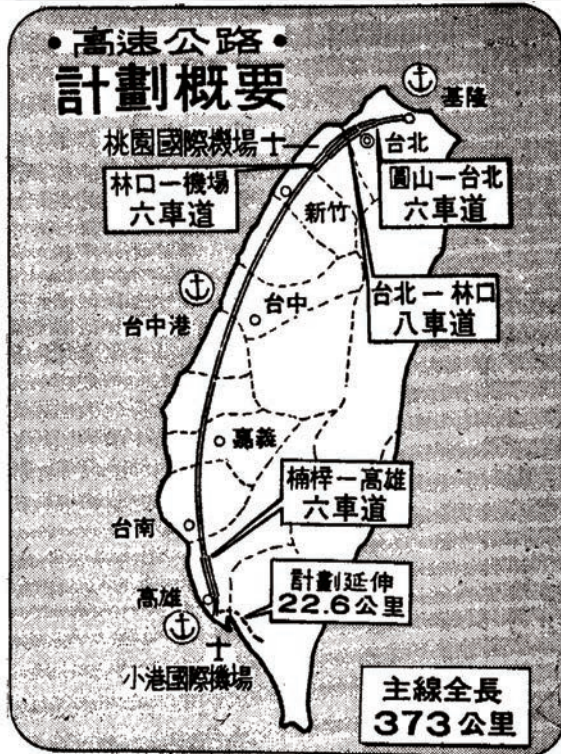 •高速公路•
計劃概要
基隆
桃園國際機場
台北
林口—機場
六車道
圓山—台北
六車道
新竹
台北—林口
八車道
台中港
台中
嘉義
楠梓—高雄
六車道
台南
計劃延伸
22.6公里
高雄
小港國際機場
主線全長
373公里